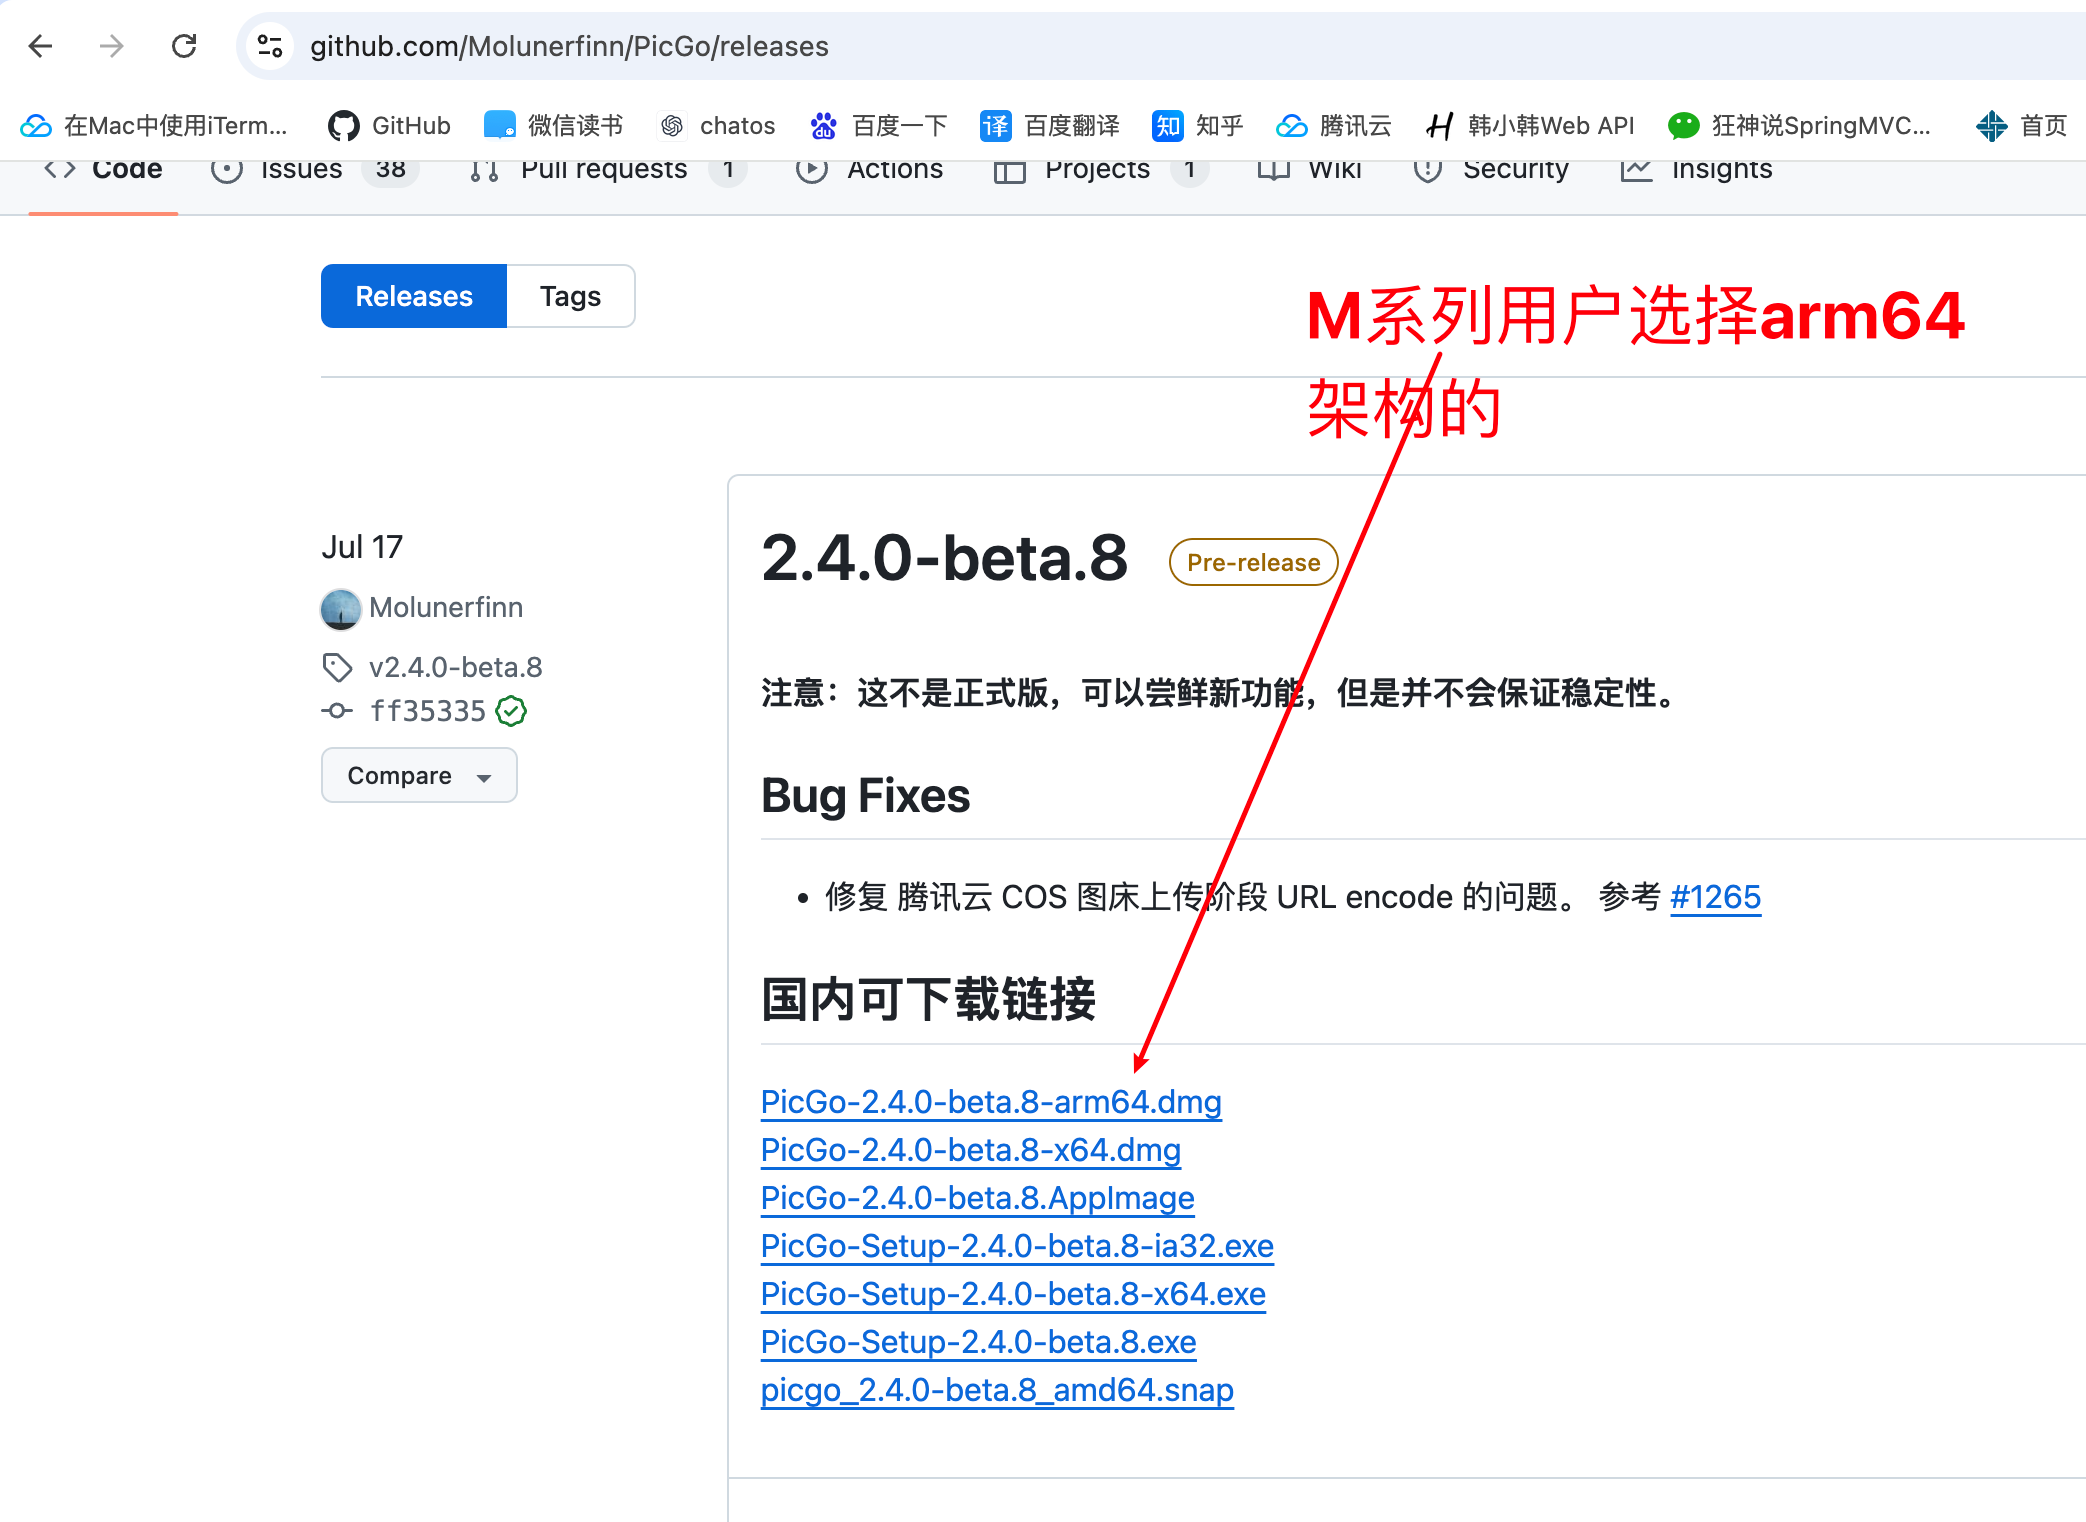 github.com/Molunerfinn/PicGo/releases
在Mac中使用iTerm... GitHub 微信读书 chatos 百度一下 译 百度翻译 知 知乎 腾讯云 韩小韩Web API 狂神说SpringMVC... 首页
Code Issues 38 Pull requests 1 Actions Projects 1 Wiki Security Insights
Releases Tags
M系列用户选择arm64
架构的
Jul 17
Molunerfinn
v2.4.0-beta.8
ff35335
Compare
2.4.0-beta.8 Pre-release
注意：这不是正式版，可以尝鲜新功能，但是并不会保证稳定性。
Bug Fixes
• 修复 腾讯云 COS 图床上传阶段 URL encode 的问题。 参考 #1265
国内可下载链接
PicGo-2.4.0-beta.8-arm64.dmg
PicGo-2.4.0-beta.8-x64.dmg
PicGo-2.4.0-beta.8.AppImage
PicGo-Setup-2.4.0-beta.8-ia32.exe
PicGo-Setup-2.4.0-beta.8-x64.exe
PicGo-Setup-2.4.0-beta.8.exe
picgo_2.4.0-beta.8_amd64.snap